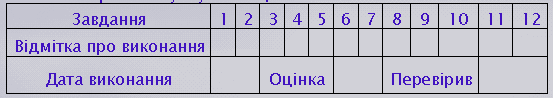 Завдання 1 2 3 4 5 6 7 8 9 10 11 12
Відмітка про виконання
Дата виконання Оцінка Перевірив